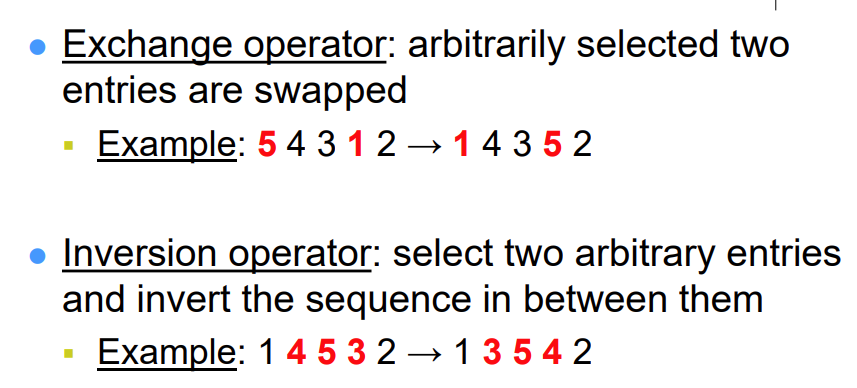 Exchange operator: arbitrarily selected two
entries are swapped
Example: 5 4 3 1 2 → 1 4 3 5 2
Inversion operator: select two arbitrary entries
and invert the sequence in between them
Example: 1 4 5 3 2 → 1 3 5 4 2